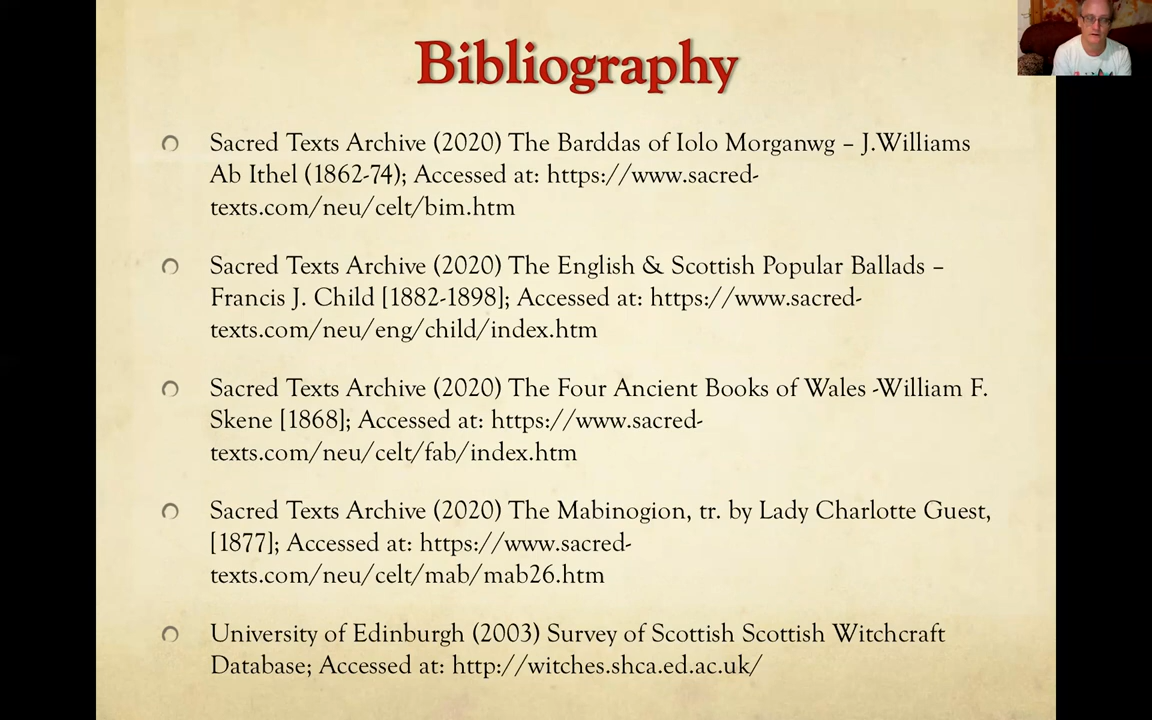 Bibliography
Sacred Texts Archive (2020) The Barddas of Iolo Morganwg – J.Williams
Ab Ithel (1862-74); Accessed at: https://www.sacred-
texts.com/neu/celt/bim.htm
Sacred Texts Archive (2020) The English & Scottish Popular Ballads –
Francis J. Child [1882-1898]; Accessed at: https://www.sacred-
texts.com/neu/eng/child/index.htm
Sacred Texts Archive (2020) The Four Ancient Books of Wales -William F.
Skene [1868]; Accessed at: https://www.sacred-
texts.com/neu/celt/fab/index.htm
Sacred Texts Archive (2020) The Mabinogion, tr. by Lady Charlotte Guest,
[1877]; Accessed at: https://www.sacred-
texts.com/neu/celt/mab/mab26.htm
University of Edinburgh (2003) Survey of Scottish Scottish Witchcraft
Database; Accessed at: http://witches.shca.ed.ac.uk/